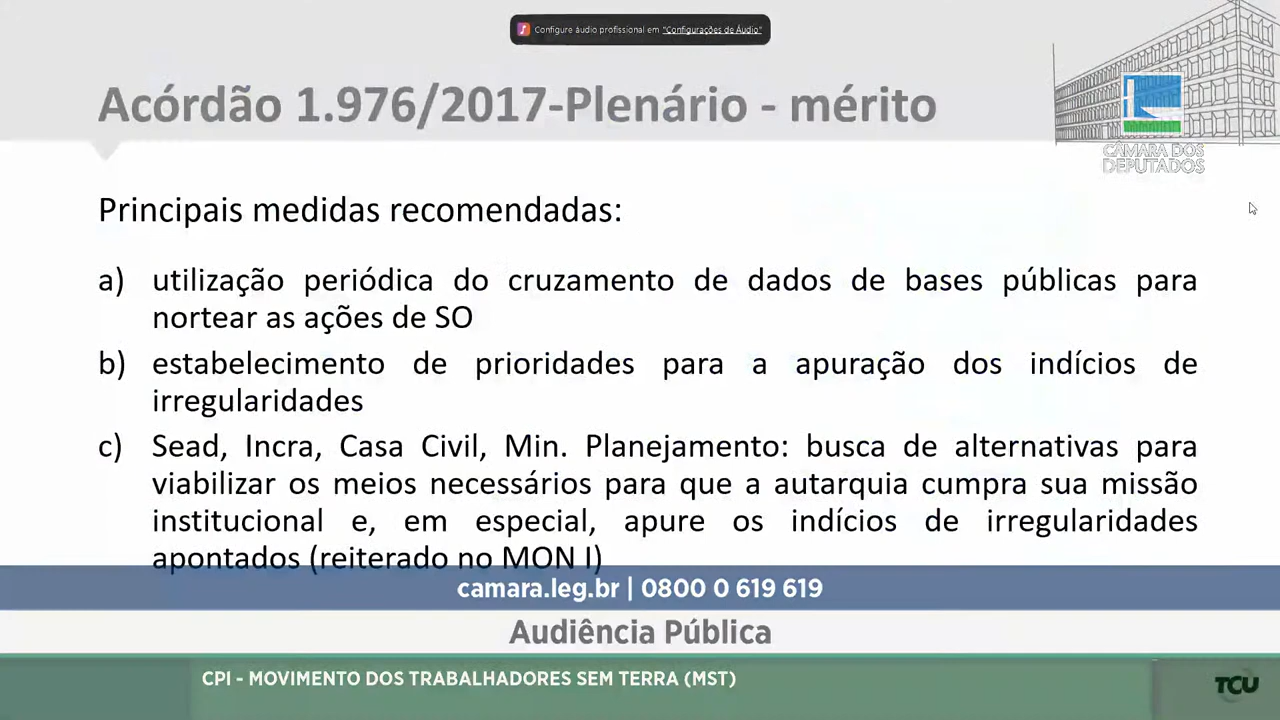 Configure áudio profissional em "Configurações de Áudio"
Acórdão 1.976/2017-Plenário - mérito
CÂMARA DOS
DEPUTADOS
Principais medidas recomendadas:
a) utilização periódica do cruzamento de dados de bases públicas para
nortear as ações de SO
b) estabelecimento de prioridades para a apuração dos indícios de
irregularidades
c) Sead, Incra, Casa Civil, Min. Planejamento: busca de alternativas para
viabilizar os meios necessários para que a autarquia cumpra sua missão
institucional e, em especial, apure os indícios de irregularidades
apontados (reiterado no MON I)
camara.leg.br | 0800 0 619 619
Audiência Pública
CPI - MOVIMENTO DOS TRABALHADORES SEM TERRA (MST)
TCU